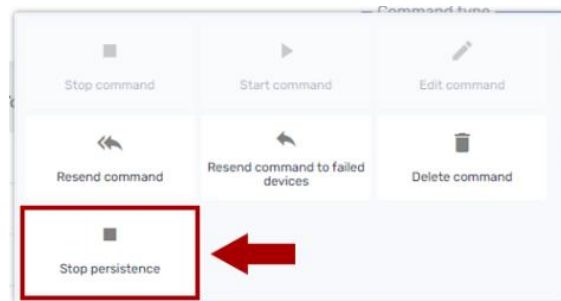 Command type
Stop command
Start command
Edit command
Resend command
Resend command to failed
devices
Delete command
Stop persistence